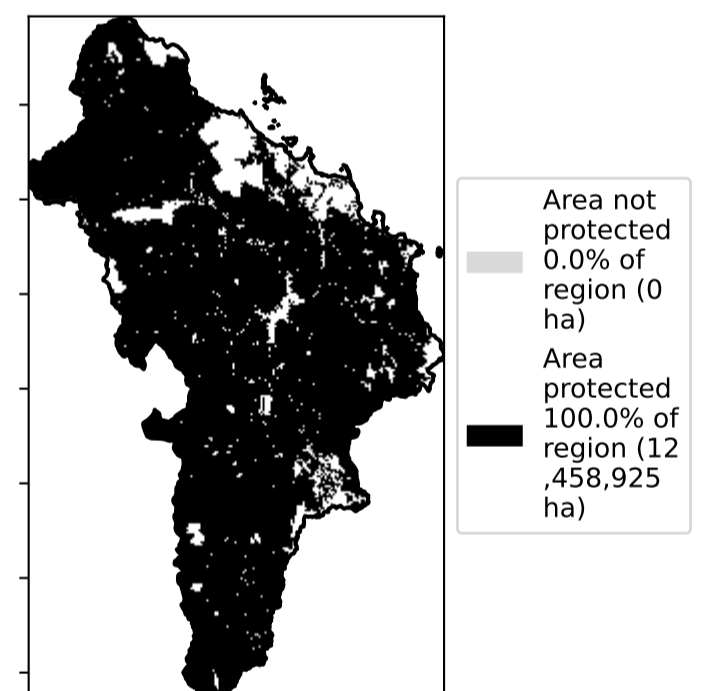 Area not
protected
0.0% of
region (0
ha)
Area
protected
100.0% of
region (12
,458,925
ha)